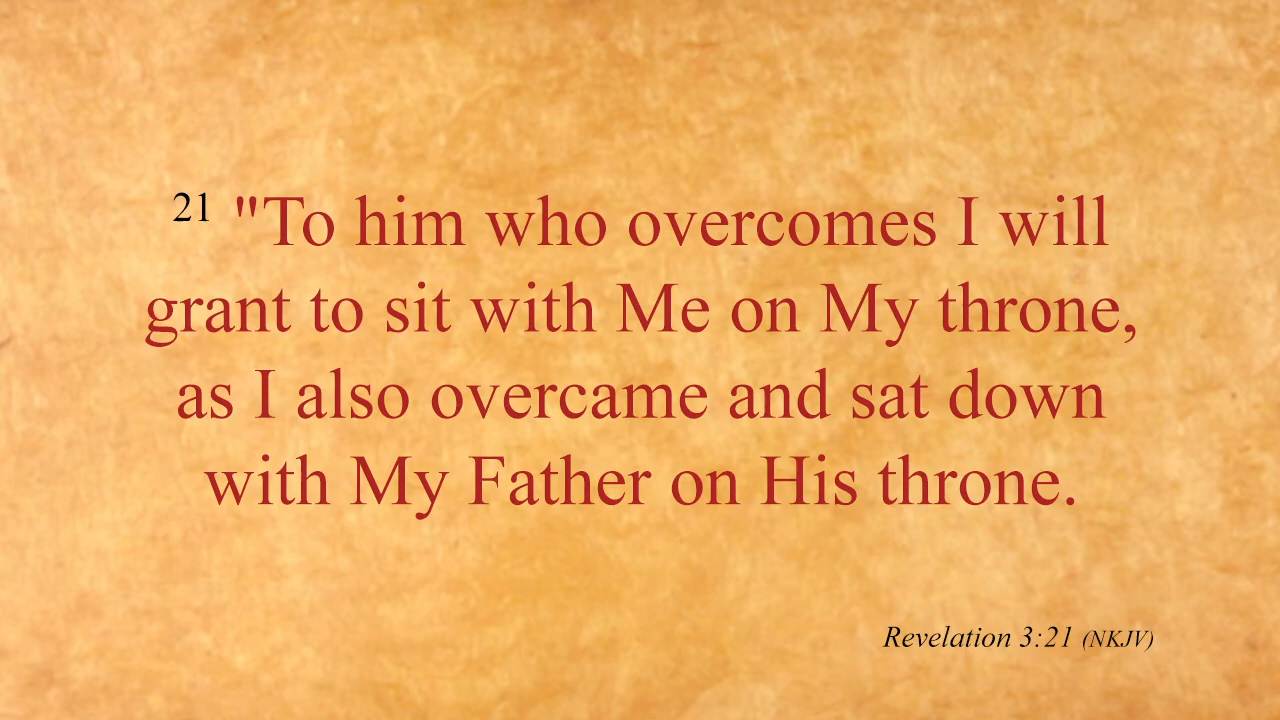 21 "To him who overcomes I will
grant to sit with Me on My throne,
as I also overcame and sat down
with My Father on His throne.
Revelation 3:21 (NKJV)